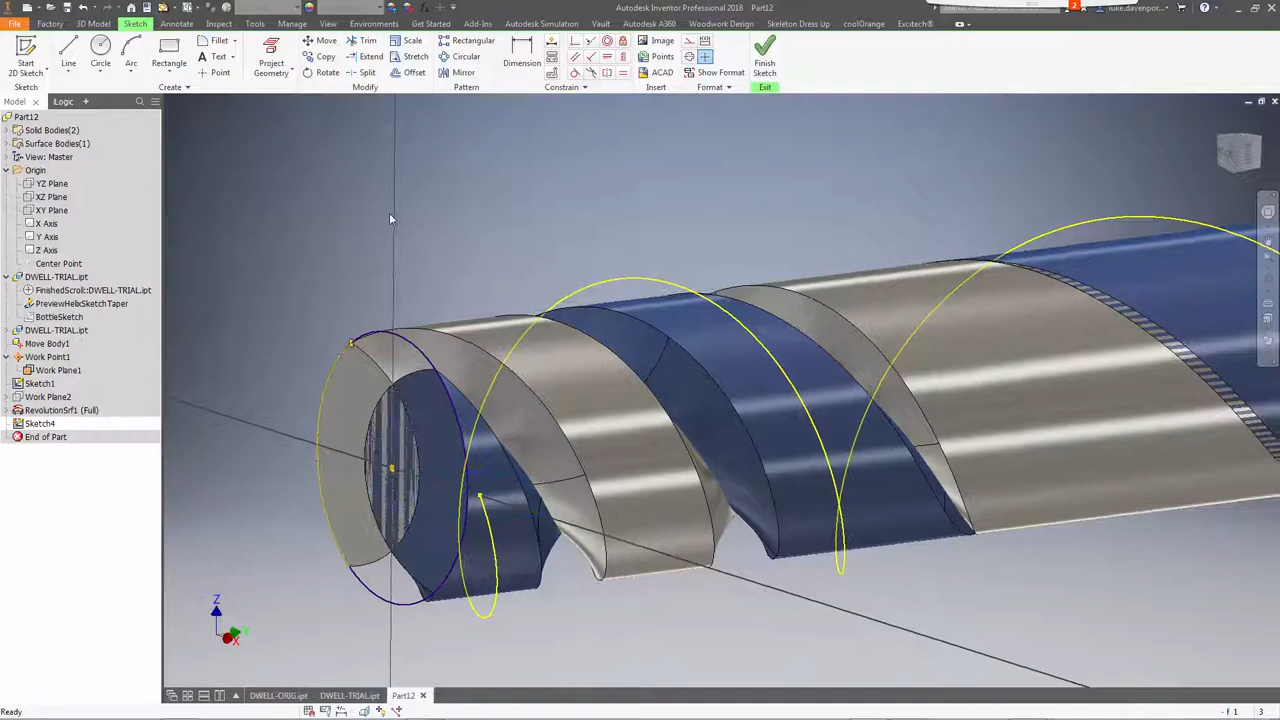 Autodesk Inventor Professional 2018   Part12
2
luke.davenpor...
File Factory 3D Model Sketch Annotate Inspect Tools Manage View Environments Get Started Add-Ins Autodesk Simulation Vault Autodesk A360 Woodwork Design Skeleton Dress Up coolOrange Excitech®
Start 2D Sketch
Line Circle Arc Rectangle
Fillet
Text
Point
Project Geometry
Move Trim Scale
Copy Extend Stretch
Rotate Split Offset
Rectangular
Circular
Mirror
Dimension
Image
Points
ACAD
Show Format
Finish Sketch
Sketch Create Modify Pattern Constrain Insert Format Exit
Model iLogic +
Part12
Solid Bodies(2)
Surface Bodies(1)
View: Master
Origin
YZ Plane
XZ Plane
XY Plane
X Axis
Y Axis
Z Axis
Center Point
DWELL-TRIAL.ipt
FinishedScroll::DWELL-TRIAL.ipt
PreviewHelixSketchTaper
BottleSketch
DWELL-TRIAL.ipt
Move Body1
Work Point1
Work Plane1
Sketch1
Work Plane2
RevolutionSrf1 (Full)
Sketch4
End of Part
Z
X
DWELL-ORIG.ipt DWELL-TRIAL.ipt Part12
Ready
1 3